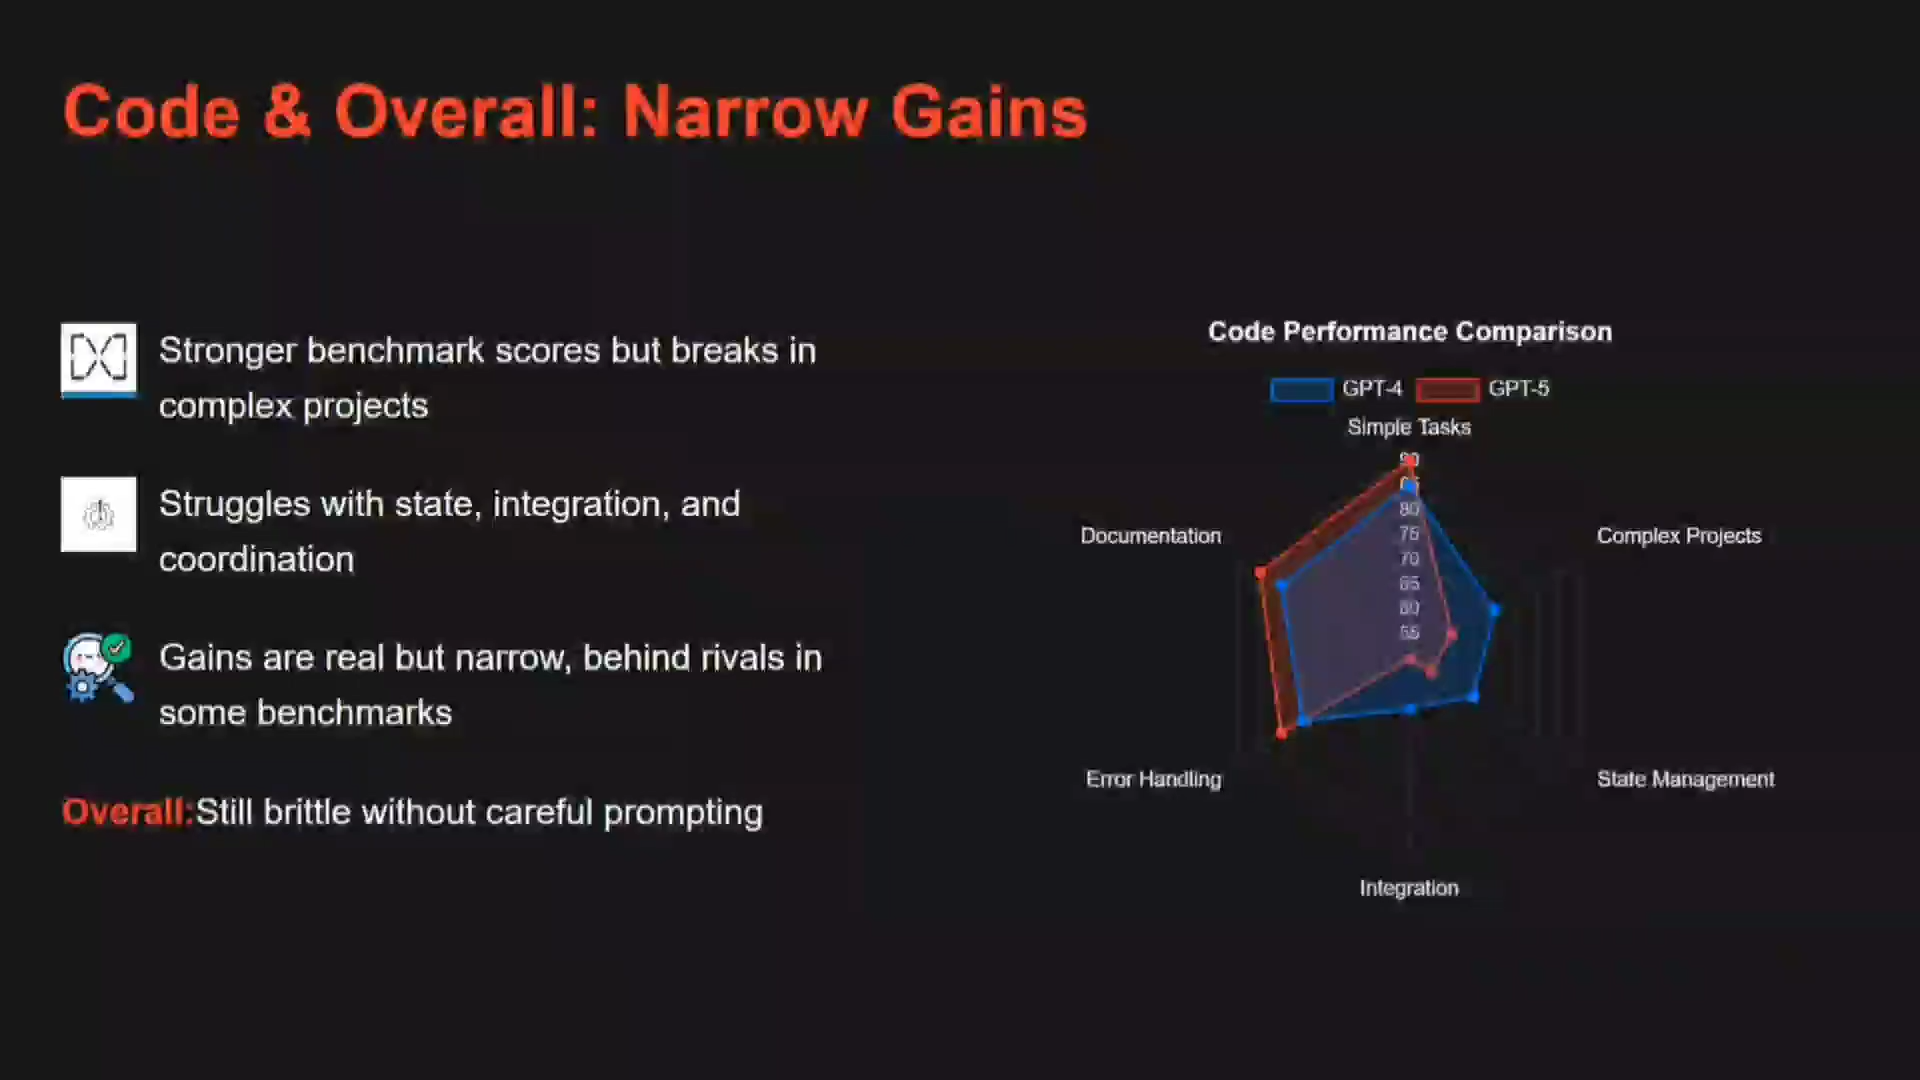 Code & Overall: Narrow Gains
Stronger benchmark scores but breaks in
complex projects
Struggles with state, integration, and
coordination
Gains are real but narrow, behind rivals in
some benchmarks
Overall:Still brittle without careful prompting
Code Performance Comparison
GPT-4 GPT-5
Simple Tasks
90
85
80
75
70
65
60
55
Documentation
Complex Projects
Error Handling
State Management
Integration